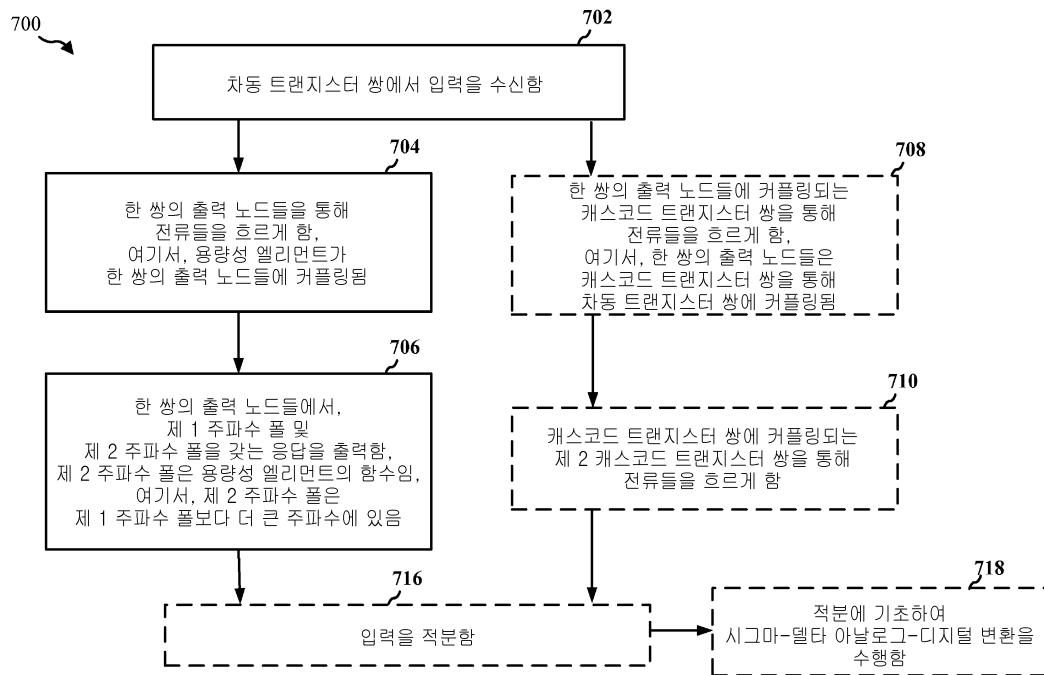 700
702
차동 트랜지스터 쌍에서 입력을 수신함
704
한 쌍의 출력 노드들을 통해
전류들을 흐르게 함,
여기서, 용량성 엘리먼트가
한 쌍의 출력 노드들에 커플링됨
706
한 쌍의 출력 노드들에서,
제 1 주파수 폴 및
제 2 주파수 폴을 갖는 응답을 출력함,
제 2 주파수 폴은 용량성 엘리먼트의 함수임,
여기서, 제 2 주파수 폴은
제 1 주파수 폴보다 더 큰 주파수에 있음
708
한 쌍의 출력 노드들에 커플링되는
캐스코드 트랜지스터 쌍을 통해
전류들을 흐르게 함,
여기서, 한 쌍의 출력 노드들은
캐스코드 트랜지스터 쌍을 통해
차동 트랜지스터 쌍에 커플링됨
710
캐스코드 트랜지스터 쌍에 커플링되는
제 2 캐스코드 트랜지스터 쌍을 통해
전류들을 흐르게 함
716
입력을 적분함
718
적분에 기초하여
시그마-델타 아날로그-디지털 변환을
수행함